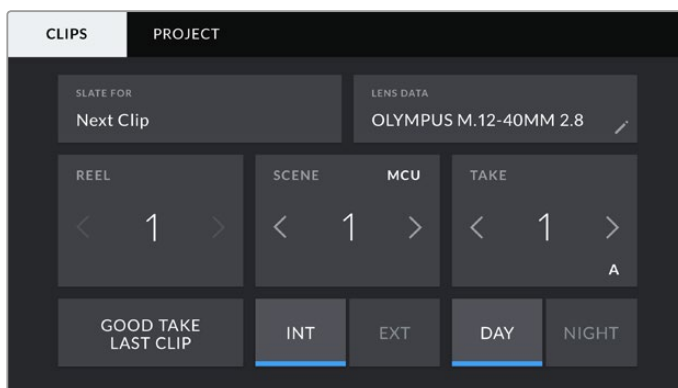 CLIPS PROJECT
SLATE FOR
Next Clip
LENS DATA
OLYMPUS M.12-40MM 2.8
REEL
1
SCENE MCU
1
TAKE
1
A
GOOD TAKE
LAST CLIP
INT EXT
DAY NIGHT